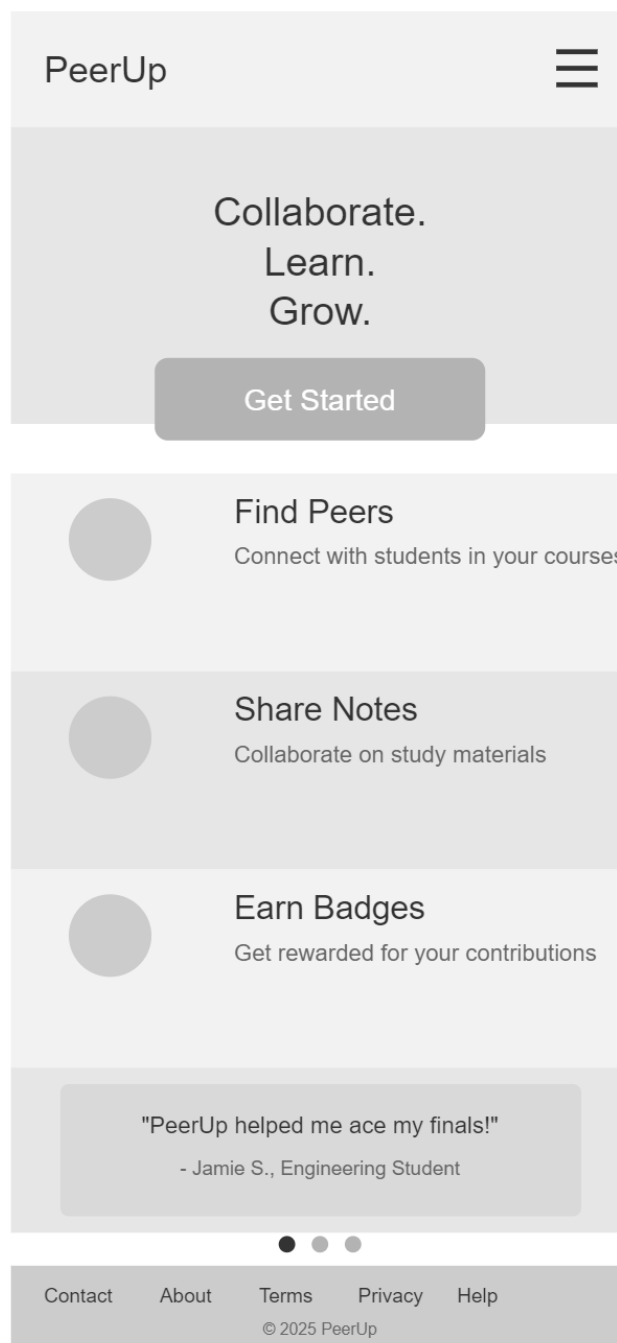 PeerUp
Collaborate.
Learn.
Grow.
Get Started
Find Peers
Connect with students in your courses
Share Notes
Collaborate on study materials
Earn Badges
Get rewarded for your contributions
"PeerUp helped me ace my finals!"
- Jamie S., Engineering Student
Contact About Terms Privacy Help
© 2025 PeerUp